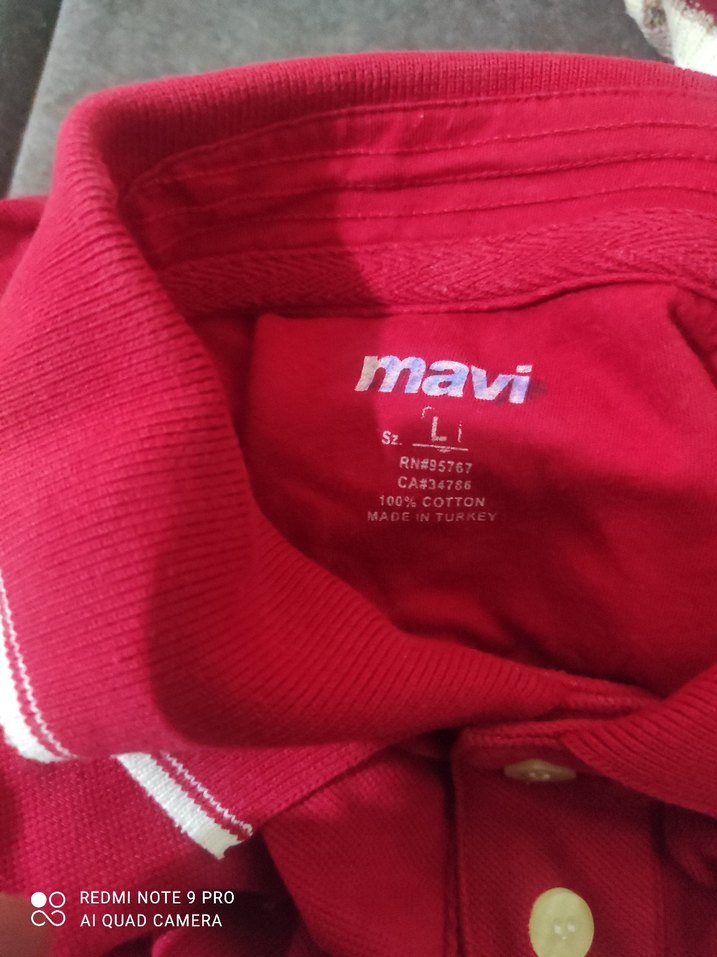 mavi
Sz. L
RN#95767
CA#34786
100% COTTON
MADE IN TURKEY
REDMI NOTE 9 PRO
AI QUAD CAMERA